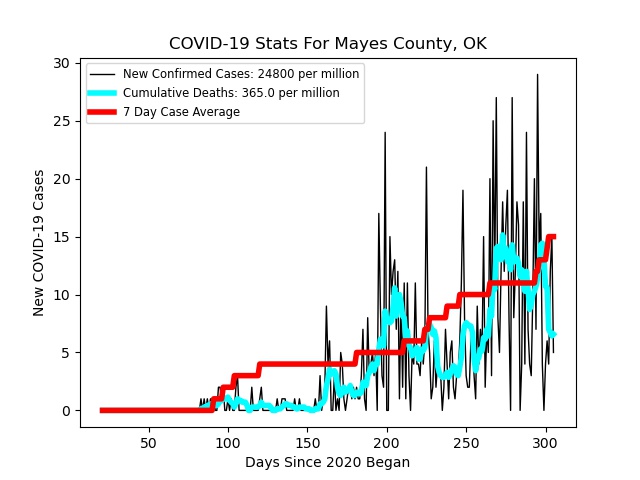 COVID-19 Stats For Mayes County, OK
New Confirmed Cases: 24800 per million
Cumulative Deaths: 365.0 per million
7 Day Case Average
New COVID-19 Cases
30
25
20
15
10
5
0
50 100 150 200 250 300
Days Since 2020 Began